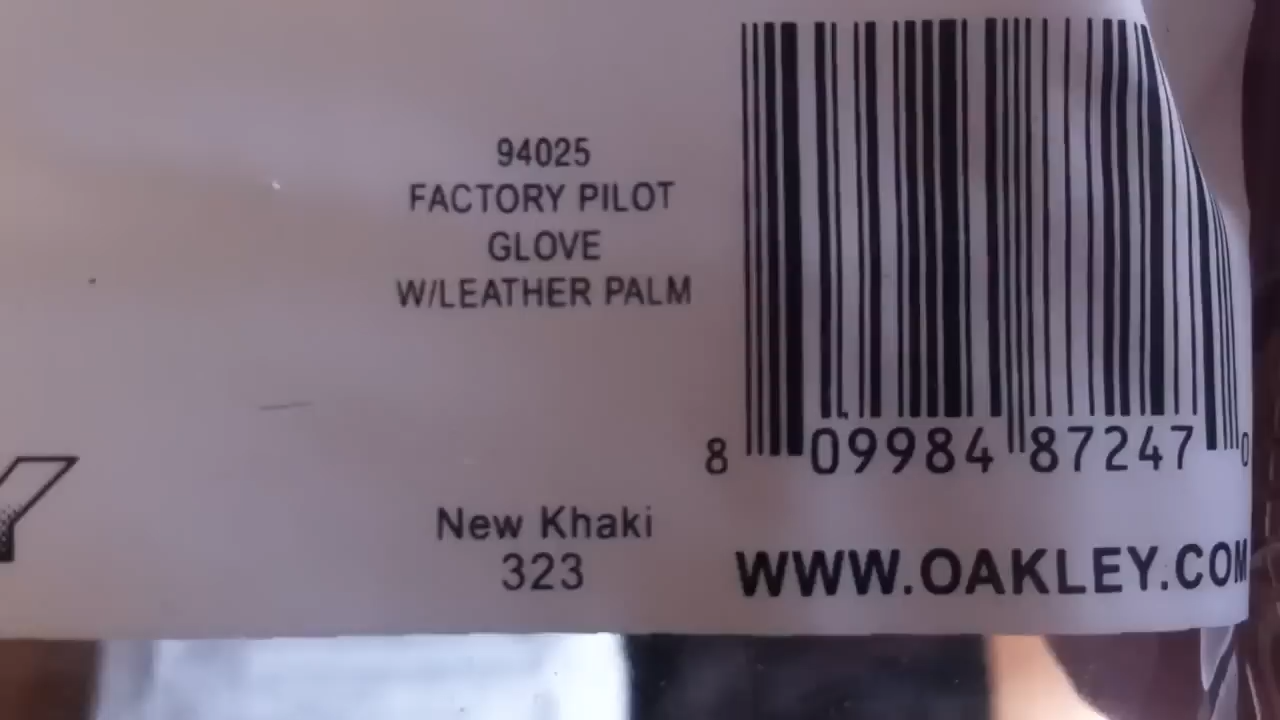 94025
FACTORY PILOT
GLOVE
W/LEATHER PALM
8 09984 87247 0
New Khaki
323
WWW.OAKLEY.COM
Y